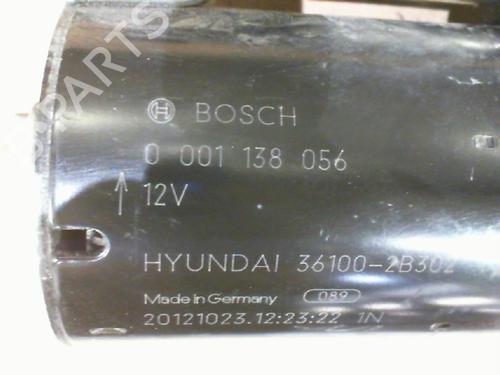 BOSCH
0 001 138 056
12V
HYUNDAI 36100-2B302
Made in Germany 089
20121023.12:23:22 1N